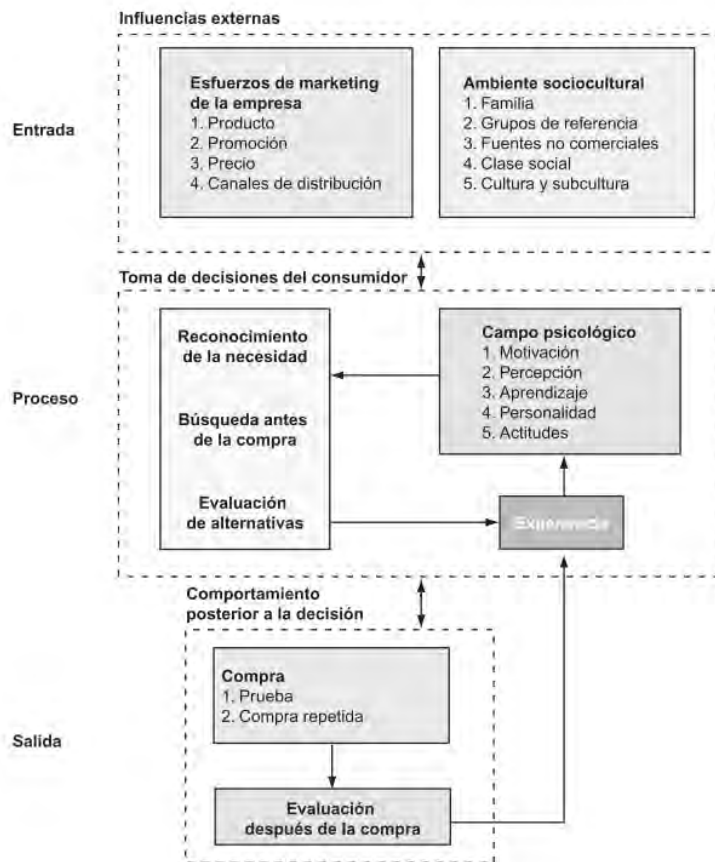 Influencias externas
Entrada
Esfuerzos de marketing
de la empresa
1. Producto
2. Promoción
3. Precio
4. Canales de distribución
Ambiente sociocultural
1. Familia
2. Grupos de referencia
3. Fuentes no comerciales
4. Clase social
5. Cultura y subcultura
Toma de decisiones del consumidor
Proceso
Reconocimiento
de la necesidad
Búsqueda antes
de la compra
Evaluación
de alternativas
Campo psicológico
1. Motivación
2. Percepción
3. Aprendizaje
4. Personalidad
5. Actitudes
Experiencia
Comportamiento
posterior a la decisión
Salida
Compra
1. Prueba
2. Compra repetida
Evaluación
después de la compra